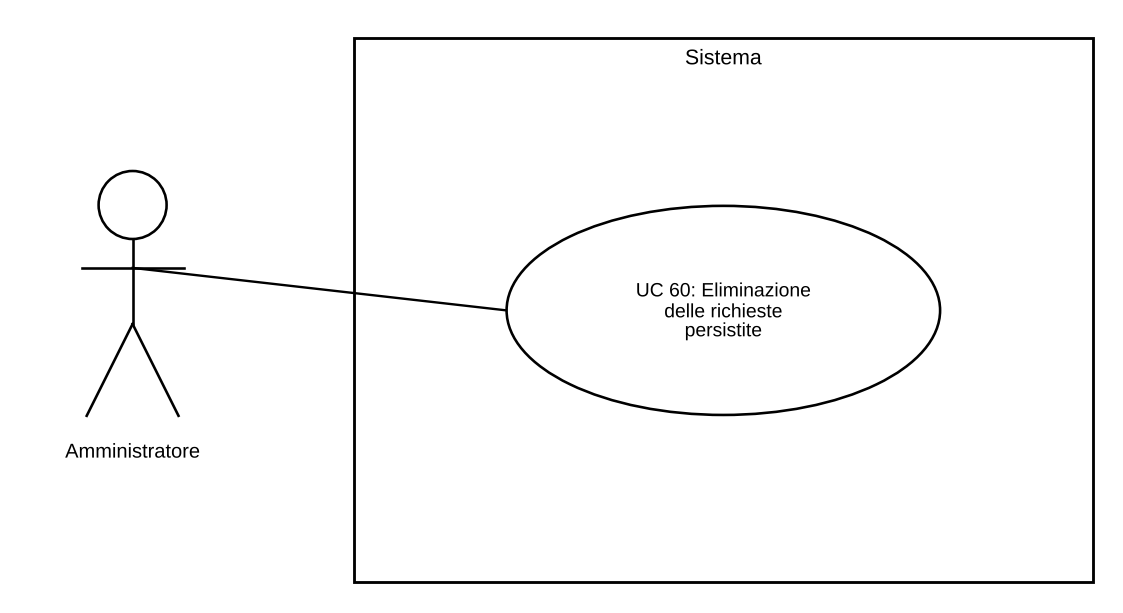 Sistema
UC 60: Eliminazione
delle richieste
persistite
Amministratore